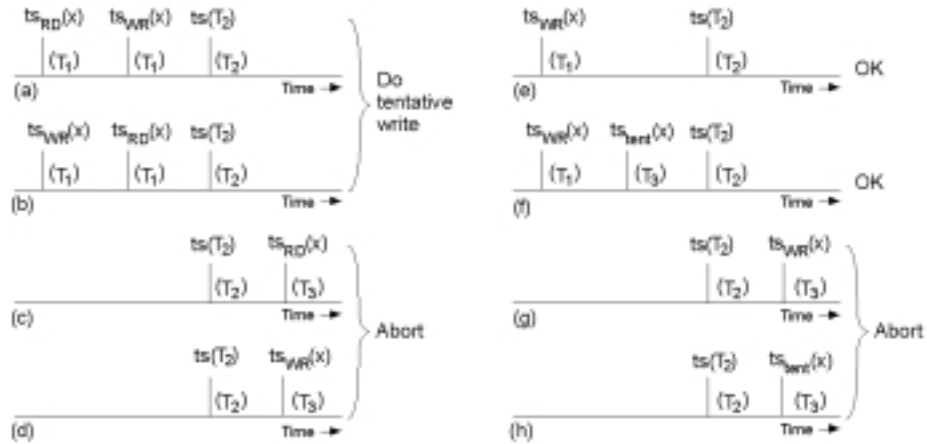 ts_RD(x) ts_WR(x) ts(T₂)
(T₁) (T₁) (T₂)
Time →
(a)
ts_WR(x) ts_RD(x) ts(T₂)
(T₁) (T₁) (T₂)
Time →
(b)
Do
tentative
write
ts(T₂) ts_RD(x)
(T₂) (T₃)
Time →
(c)
ts(T₂) ts_WR(x)
(T₂) (T₃)
Time →
(d)
Abort
ts_WR(x) ts(T₂)
(T₁) (T₂)
Time →
(e)
OK
ts_WR(x) ts_tent(x) ts(T₂)
(T₁) (T₃) (T₂)
Time →
(f)
OK
ts(T₂) ts_WR(x)
(T₂) (T₃)
Time →
(g)
ts(T₂) ts_tent(x)
(T₂) (T₃)
Time →
(h)
Abort